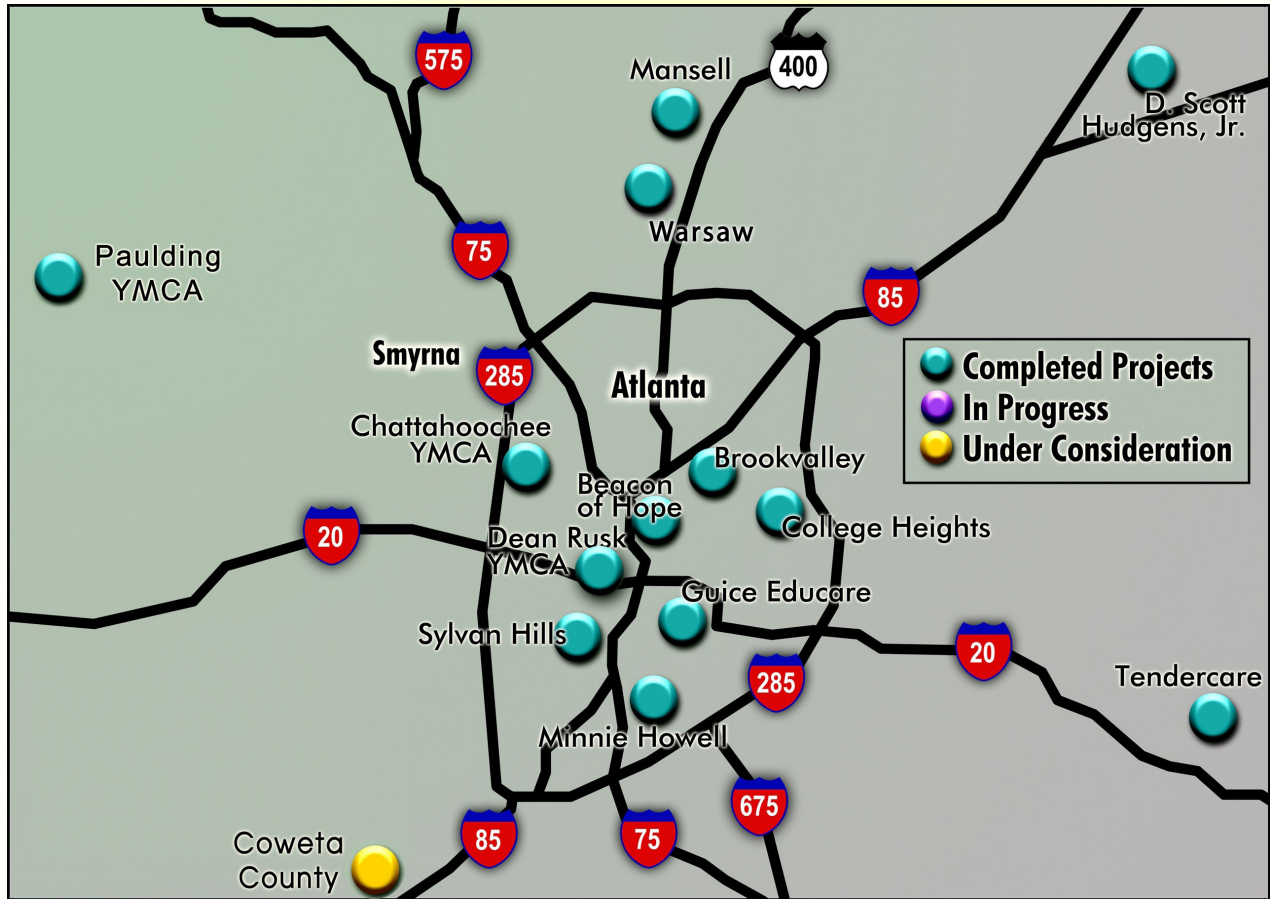 575
Mansell
400
D. Scott
Hudgens, Jr.
Warsaw
75
Paulding
YMCA
85
Smyrna
285
Atlanta
Completed Projects
In Progress
Under Consideration
Chattahoochee
YMCA
Brookvalley
Beacon
of Hope
College Heights
20
Dean Rusk
YMCA
Guice Educare
Sylvan Hills
20
285
Tendercare
Minnie Howell
675
85
75
Coweta
County